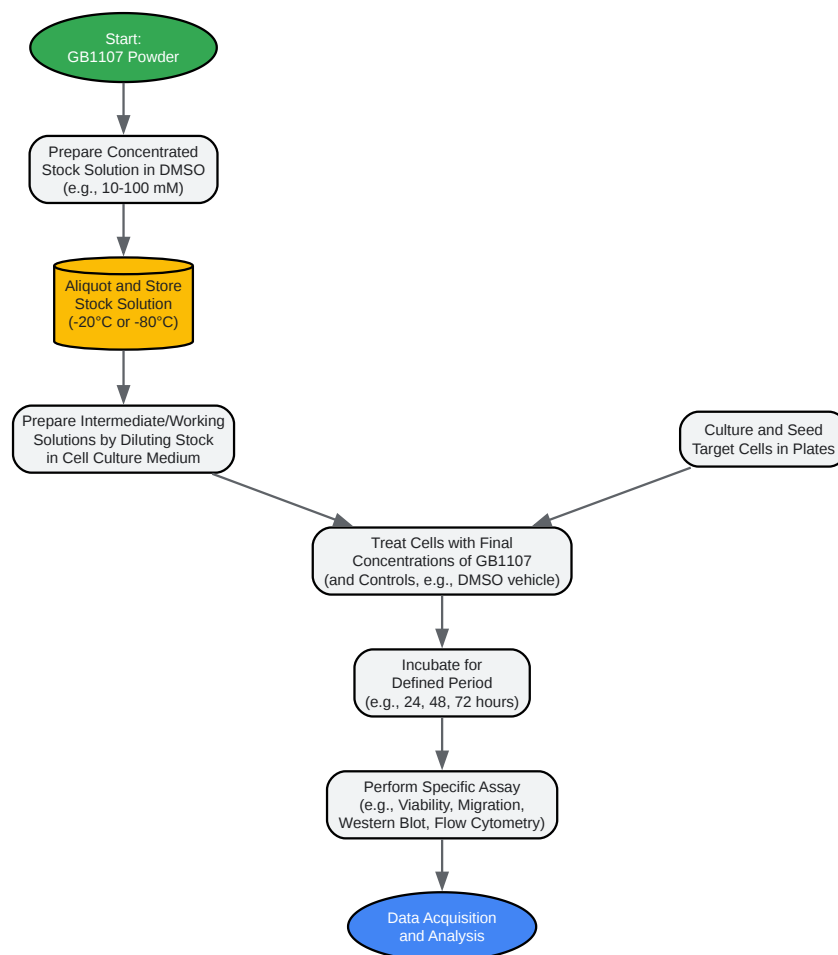 Start:
GB1107 Powder
Prepare Concentrated
Stock Solution in DMSO
(e.g., 10-100 mM)
Aliquot and Store
Stock Solution
(-20°C or -80°C)
Prepare Intermediate/Working
Solutions by Diluting Stock
in Cell Culture Medium
Culture and Seed
Target Cells in Plates
Treat Cells with Final
Concentrations of GB1107
(and Controls, e.g., DMSO vehicle)
Incubate for
Defined Period
(e.g., 24, 48, 72 hours)
Perform Specific Assay
(e.g., Viability, Migration,
Western Blot, Flow Cytometry)
Data Acquisition
and Analysis